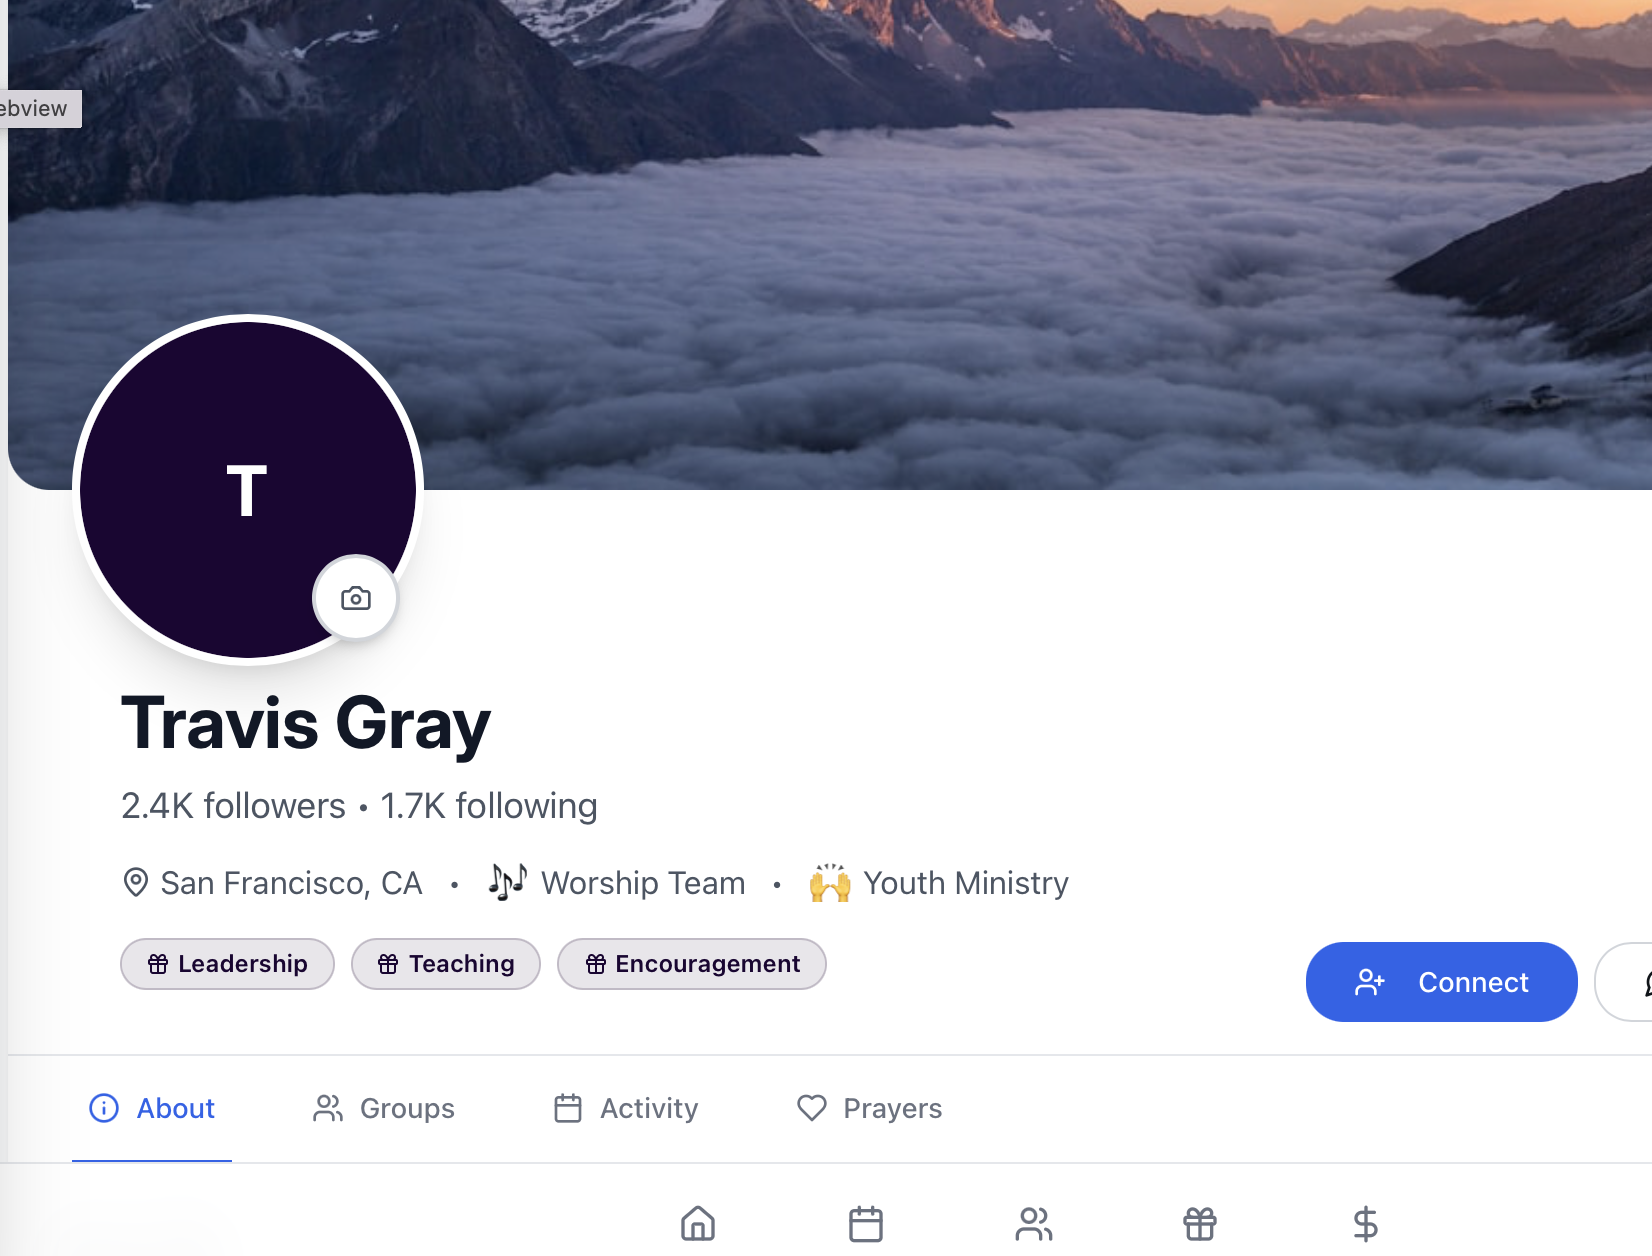 ebview
T
Travis Gray
2.4K followers • 1.7K following
San Francisco, CA • 🎶 Worship Team • 🙌 Youth Ministry
Leadership Teaching Encouragement
Connect
About Groups Activity Prayers